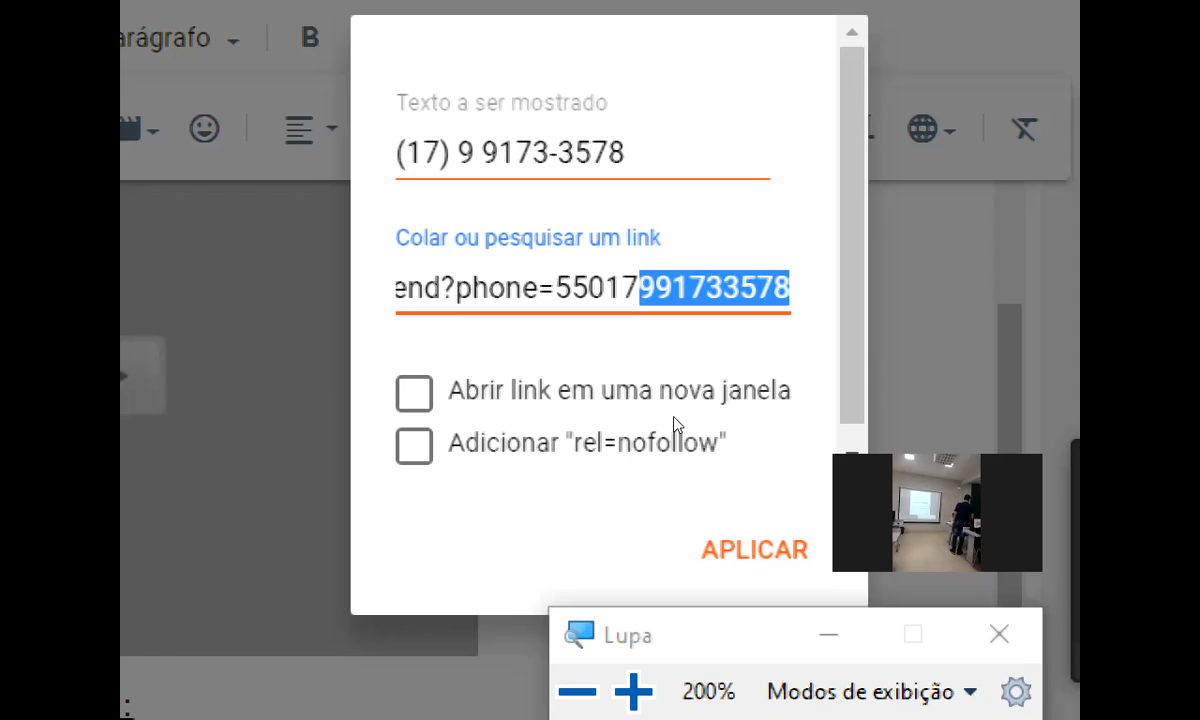 arágrafo
B
Texto a ser mostrado
(17) 9 9173-3578
Colar ou pesquisar um link
end?phone=55017991733578
Abrir link em uma nova janela
Adicionar "rel=nofollow"
APLICAR
Lupa
200%
Modos de exibição
: